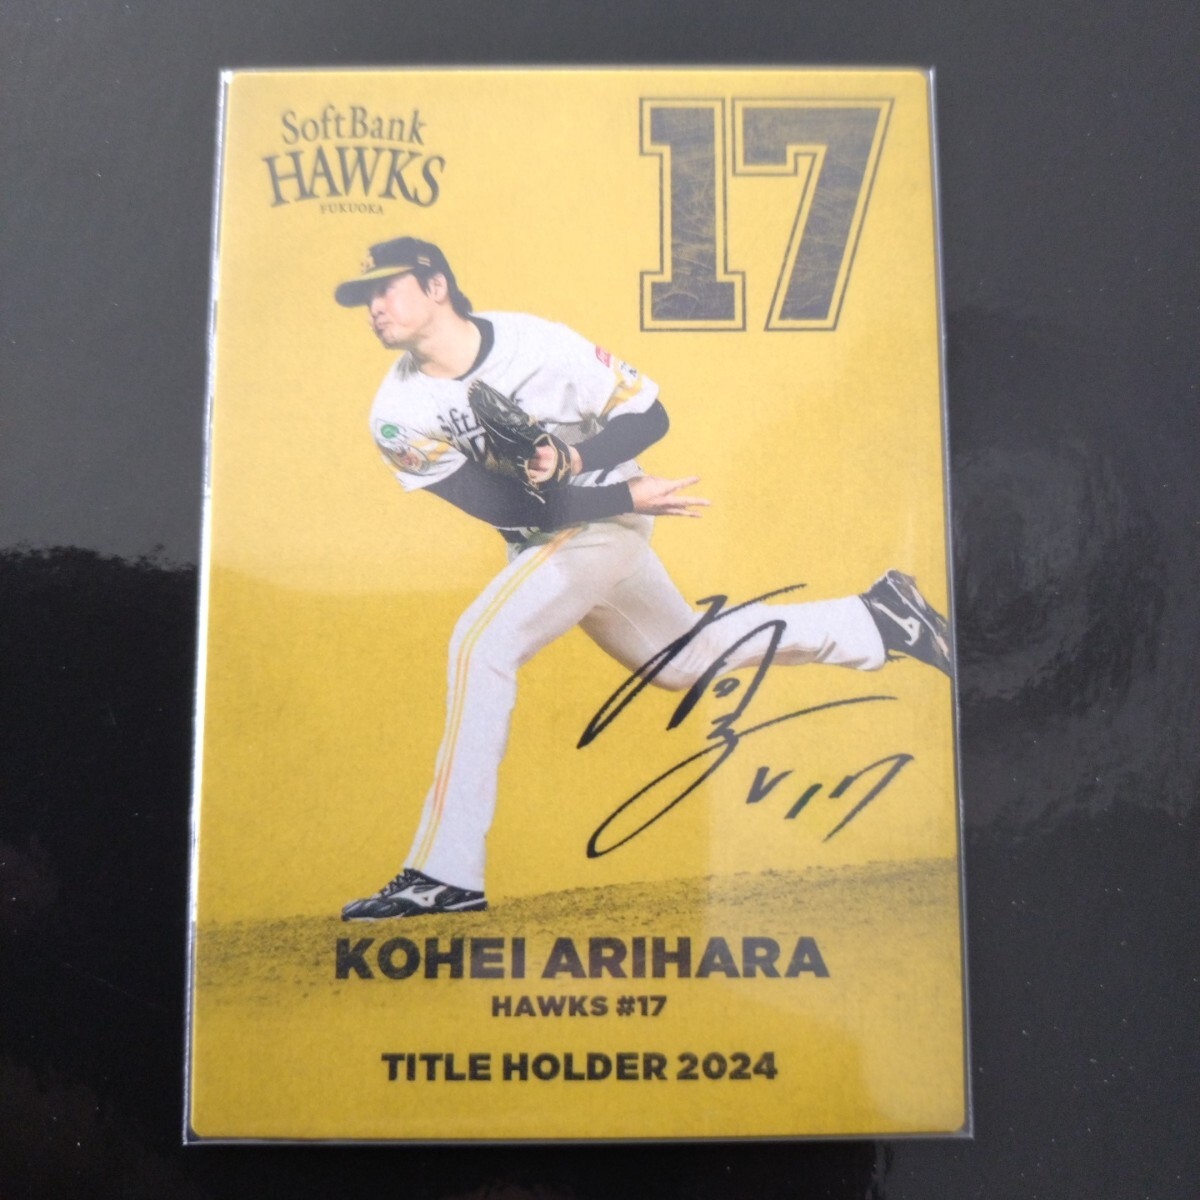 SoftBank
HAWKS
FUKUOKA
17
KOHEI ARIHARA
HAWKS #17
TITLE HOLDER 2024